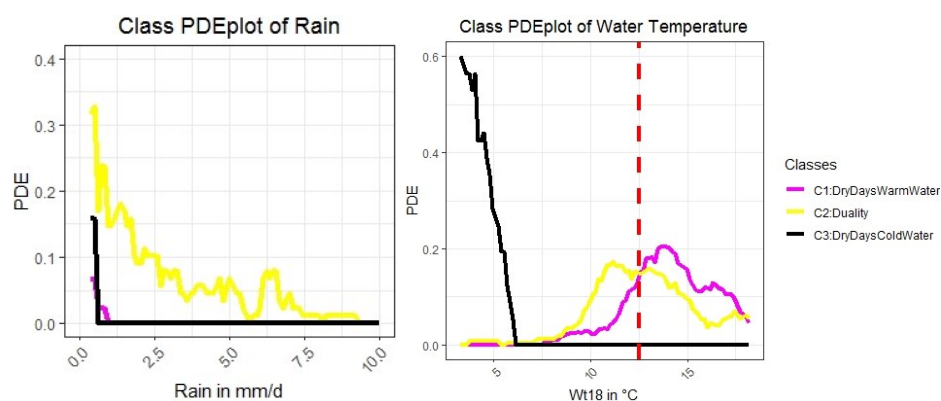 Class PDEplot of Rain
PDE
0.4
0.3
0.2
0.1
0.0
0.0
2.5
5.0
7.5
10.0
Rain in mm/d
Class PDEplot of Water Temperature
PDE
0.6
0.4
0.2
0.0
5
10
15
Wt18 in °C
Classes
C1:DryDaysWarmWater
C2:Duality
C3:DryDaysColdWater